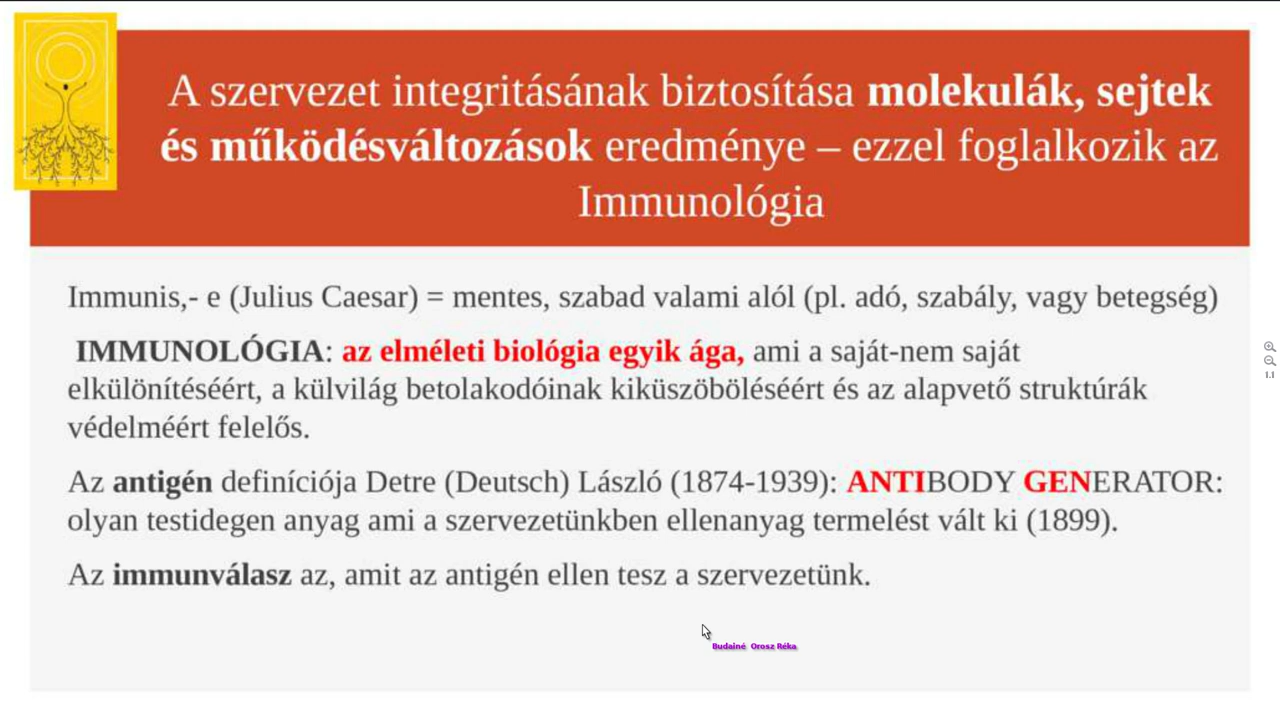 A szervezet integritásának biztosítása molekulák, sejtek
és működésváltozások eredménye – ezzel foglalkozik az
Immunológia
Immunis,- e (Julius Caesar) = mentes, szabad valami alól (pl. adó, szabály, vagy betegség)
IMMUNOLÓGIA: az elméleti biológia egyik ága, ami a saját-nem saját
elkülönítéséért, a külvilág betolakodóinak kiküszöböléséért és az alapvető struktúrák
védelméért felelős.
Az antigén definíciója Detre (Deutsch) László (1874-1939): ANTIBODY GENERATOR:
olyan testidegen anyag ami a szervezetünkben ellenanyag termelést vált ki (1899).
Az immunválasz az, amit az antigén ellen tesz a szervezetünk.
Budainé Orosz Réka
1.1